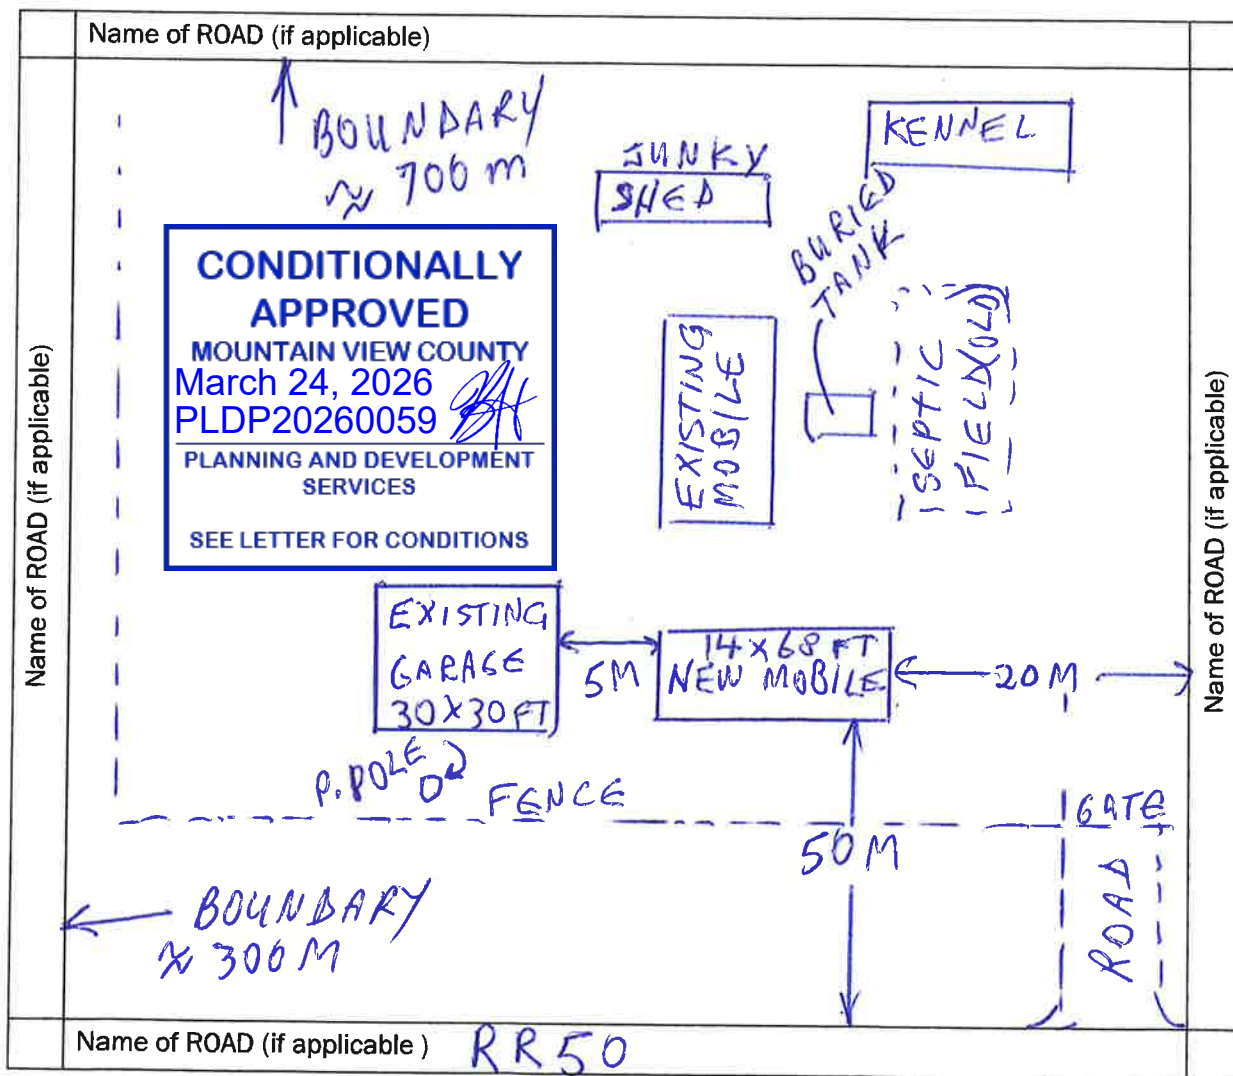 Name of ROAD (if applicable)
BOUNDARY
≈ 700 m
KENNEL
JUNKY
SHED
BURIED
TANK
CONDITIONALLY
APPROVED
MOUNTAIN VIEW COUNTY
March 24, 2026
PLDP20260059
PLANNING AND DEVELOPMENT
SERVICES
SEE LETTER FOR CONDITIONS
EXISTING
MOBILE
SEPTIC
FIELD (OLD)
Name of ROAD (if applicable)
Name of ROAD (if applicable)
EXISTING
GARAGE
30X30 FT
5M
14X68 FT
NEW MOBILE
20M
P. POLE
FENCE
GATE
50M
ROAD
BOUNDARY
≈ 300 M
Name of ROAD (if applicable ) RR50